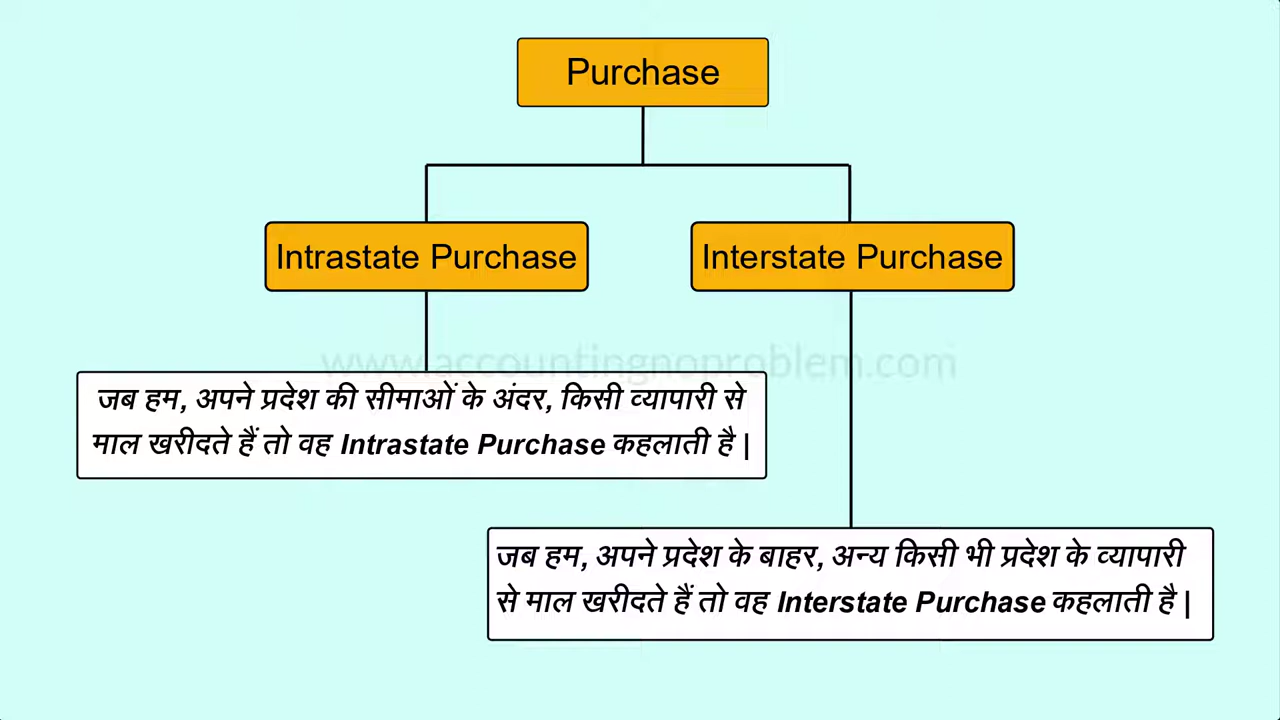 Purchase
Intrastate Purchase
Interstate Purchase
www.accountingnoproblem.com
जब हम, अपने प्रदेश की सीमाओं के अंदर, किसी व्यापारी से
माल खरीदते हैं तो वह Intrastate Purchase कहलाती है |
जब हम, अपने प्रदेश के बाहर, अन्य किसी भी प्रदेश के व्यापारी
से माल खरीदते हैं तो वह Interstate Purchase कहलाती है |